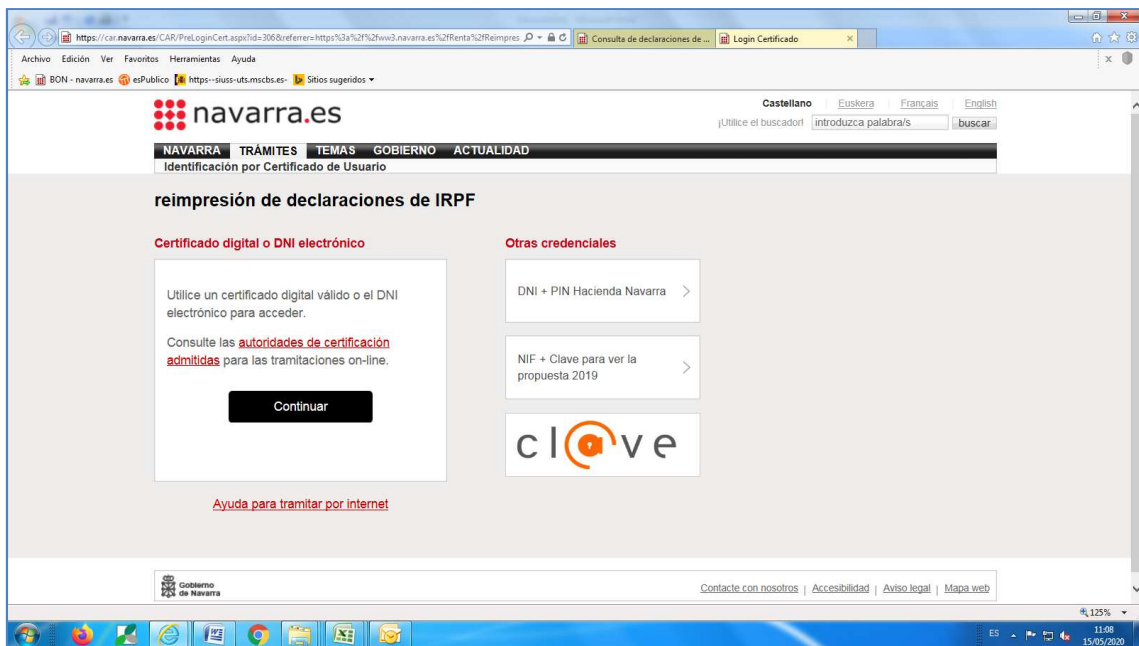 https://car.navarra.es/CAR/PreLoginCert.aspx?id=306&referrer=https%3a%2f%2fww3.navarra.es%2fRenta%2fReimpres
Consulta de declaraciones de ...
Login Certificado
Archivo Edición Ver Favoritos Herramientas Ayuda
BON - navarra.es esPublico https--siuss-uts.mscbs.es- Sitios sugeridos
navarra.es
Castellano Euskera Français English
¡Utilice el buscador! introduzca palabra/s buscar
NAVARRA TRÁMITES TEMAS GOBIERNO ACTUALIDAD
Identificación por Certificado de Usuario
reimpresión de declaraciones de IRPF
Certificado digital o DNI electrónico
Utilice un certificado digital válido o el DNI
electrónico para acceder.
Consulte las autoridades de certificación
admitidas para las tramitaciones on-line.
Continuar
Ayuda para tramitar por internet
Otras credenciales
DNI + PIN Hacienda Navarra
NIF + Clave para ver la
propuesta 2019
cl@ve
Gobierno
de Navarra
Contacte con nosotros | Accesibilidad | Aviso legal | Mapa web
125%
ES
11:08
15/05/2020